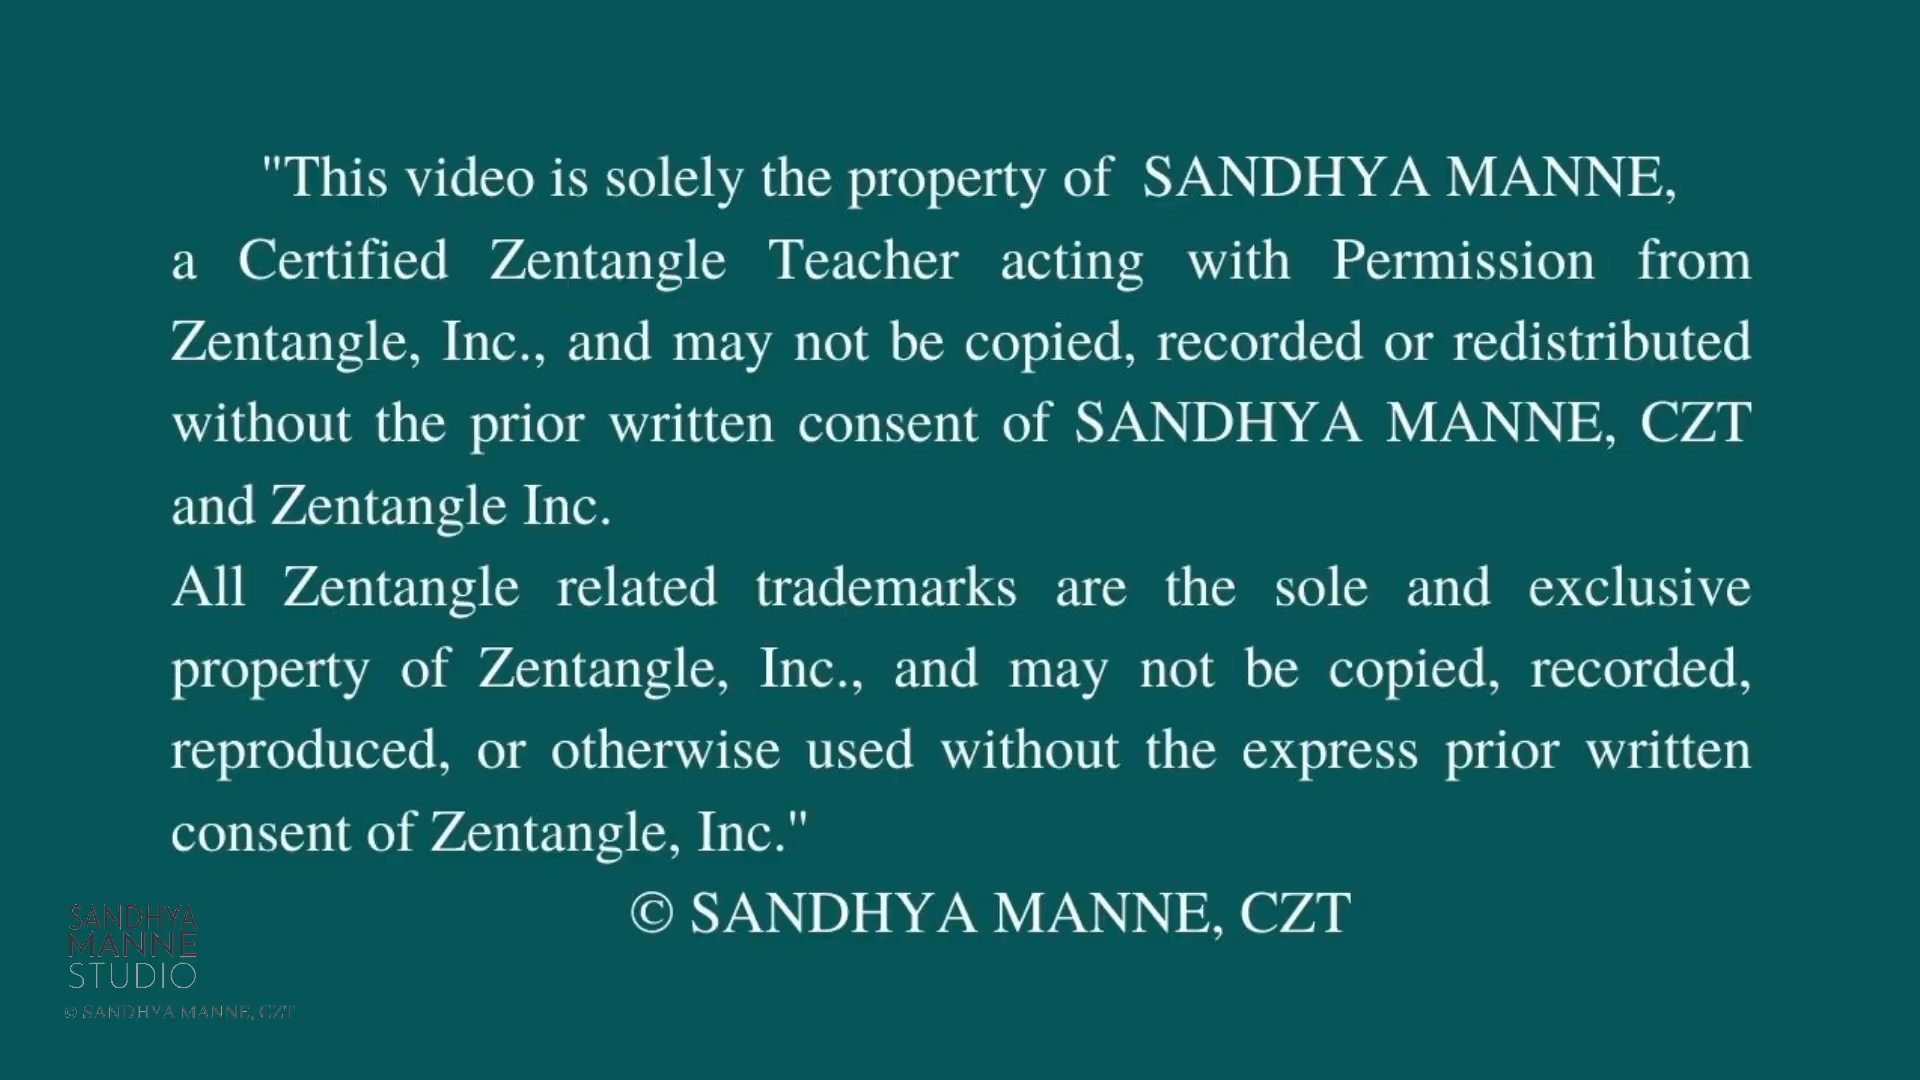 "This video is solely the property of SANDHYA MANNE,
a Certified Zentangle Teacher acting with Permission from
Zentangle, Inc., and may not be copied, recorded or redistributed
without the prior written consent of SANDHYA MANNE, CZT
and Zentangle Inc.
All Zentangle related trademarks are the sole and exclusive
property of Zentangle, Inc., and may not be copied, recorded,
reproduced, or otherwise used without the express prior written
consent of Zentangle, Inc."
© SANDHYA MANNE, CZT
SANDHYA
MANNE
STUDIO
© SANDHYA MANNE, CZT